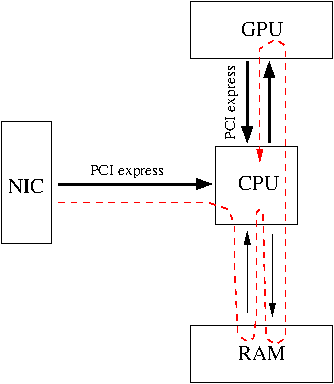 GPU
PCI express
PCI express
NIC
CPU
RAM